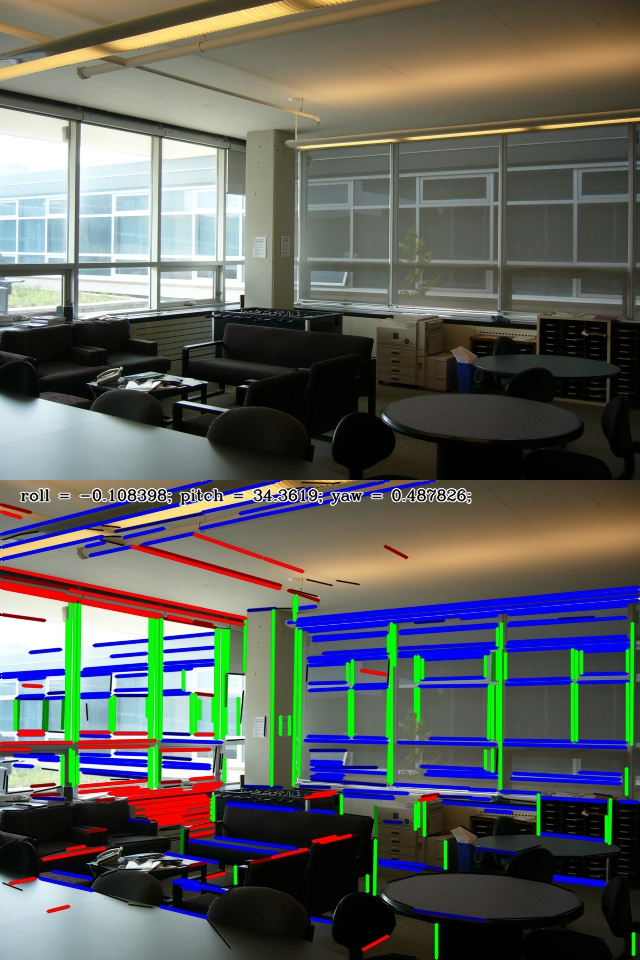 roll = -0.108398; pitch = 34.3619; yaw = 0.487826;